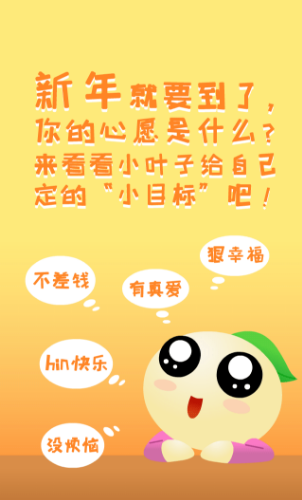 新年就要到了，
你的心愿是什么？
来看看小叶子给自己
定的“小目标”吧！
狠幸福
不差钱
有真爱
hin快乐
没烦恼